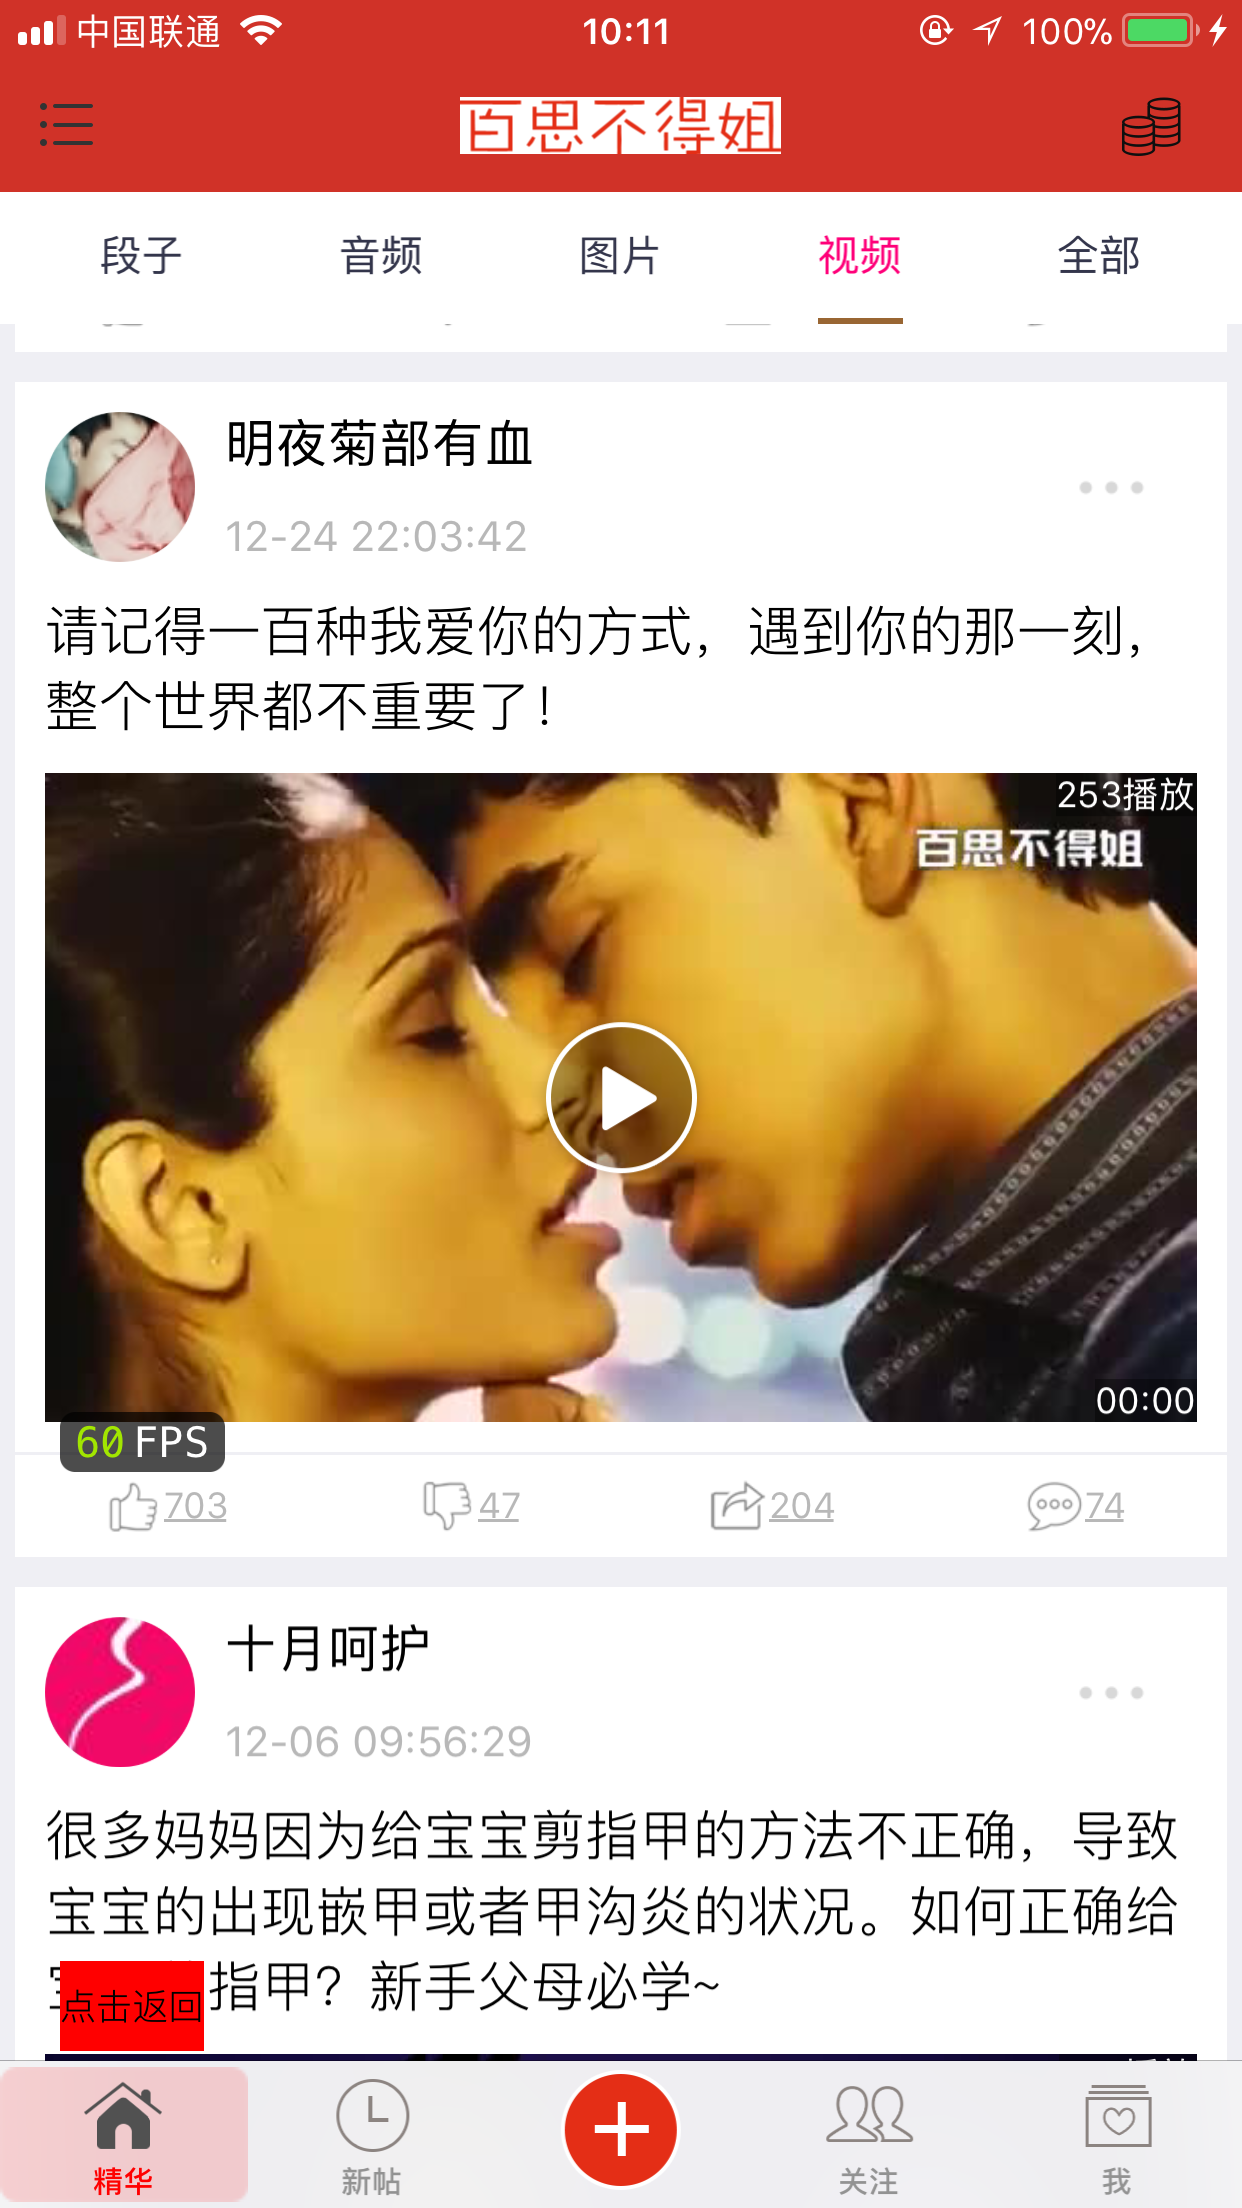 中国联通
10:11
100%
百思不得姐
段子
音频
图片
视频
全部
明夜菊部有血
12-24 22:03:42
请记得一百种我爱你的方式，遇到你的那一刻，
整个世界都不重要了！
253播放
百思不得姐
00:00
60 FPS
703
47
204
74
十月呵护
12-06 09:56:29
很多妈妈因为给宝宝剪指甲的方法不正确，导致
宝宝的出现嵌甲或者甲沟炎的状况。如何正确给
指甲？新手父母必学~
点击返回
精华
新帖
关注
我